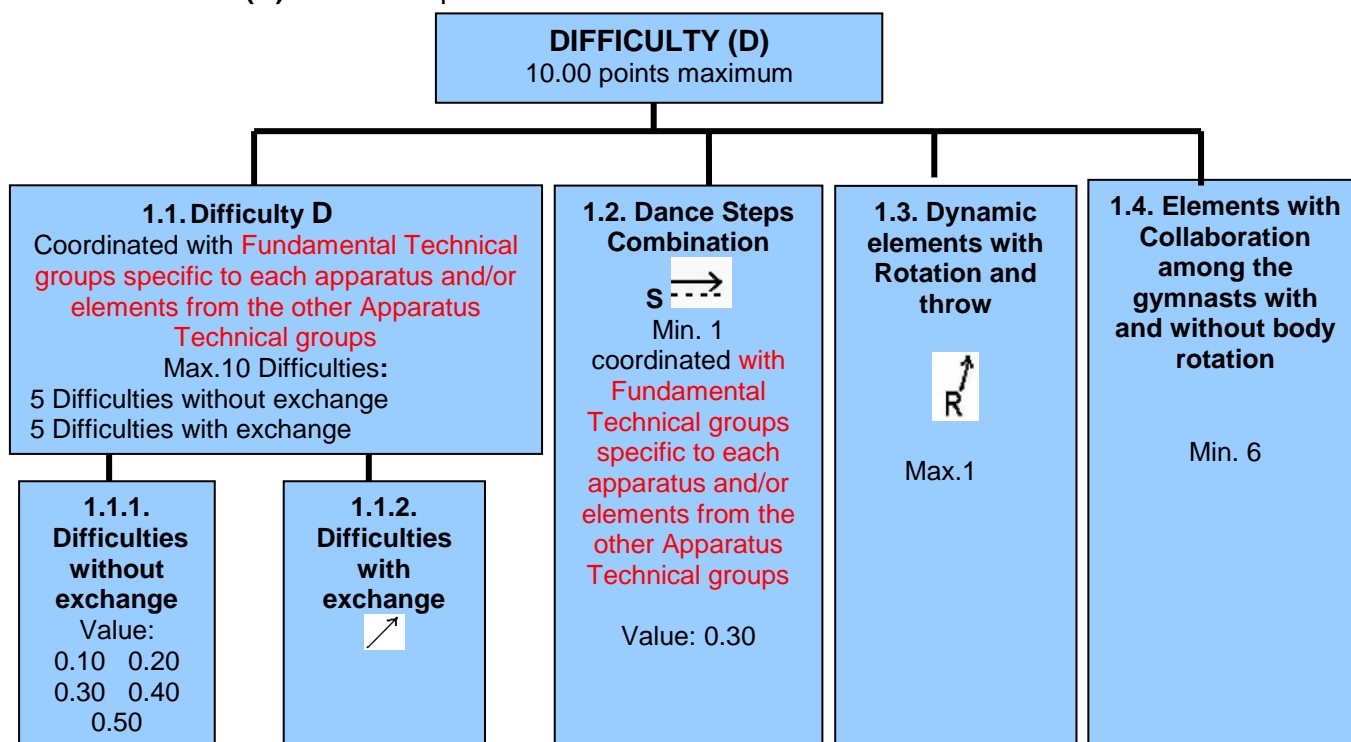 DIFFICULTY (D)
10.00 points maximum
1.1. Difficulty D
Coordinated with Fundamental Technical
groups specific to each apparatus and/or
elements from the other Apparatus
Technical groups
Max.10 Difficulties:
5 Difficulties without exchange
5 Difficulties with exchange
1.1.1.
Difficulties
without
exchange
Value:
0.10 0.20
0.30 0.40
0.50
1.1.2.
Difficulties
with
exchange
1.2. Dance Steps
Combination
S
Min. 1
coordinated with
Fundamental
Technical groups
specific to each
apparatus and/or
elements from the
other Apparatus
Technical groups
Value: 0.30
1.3. Dynamic
elements with
Rotation and
throw
R
Max.1
1.4. Elements with
Collaboration
among the
gymnasts with
and without body
rotation
Min. 6